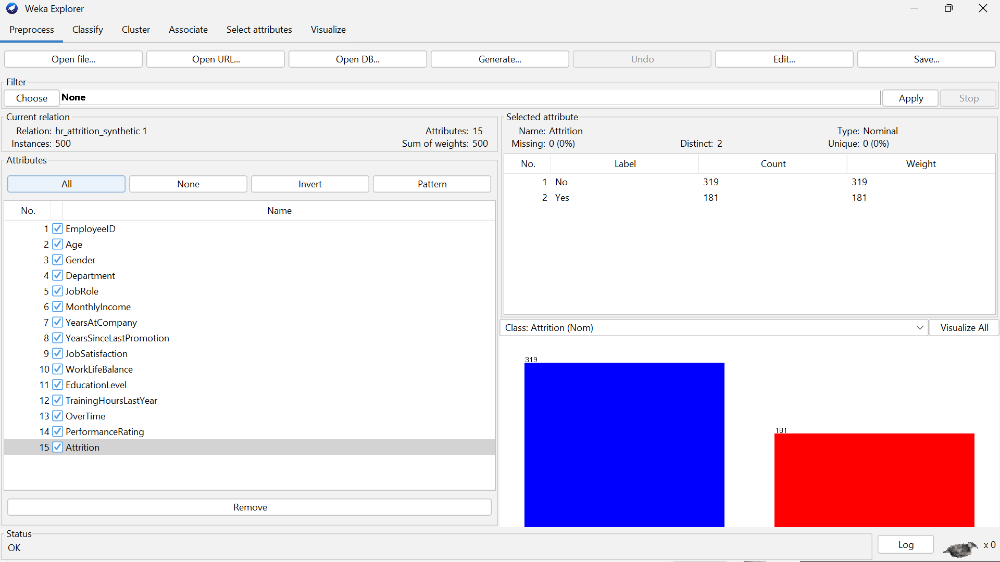 Weka Explorer
Preprocess Classify Cluster Associate Select attributes Visualize
Open file... Open URL... Open DB... Generate... Undo Edit... Save...
Filter
Choose None Apply Stop
Current relation
Relation: hr_attrition_synthetic 1 Attributes: 15
Instances: 500 Sum of weights: 500
Attributes
All None Invert Pattern
No. Name
1 EmployeeID
2 Age
3 Gender
4 Department
5 JobRole
6 MonthlyIncome
7 YearsAtCompany
8 YearsSinceLastPromotion
9 JobSatisfaction
10 WorkLifeBalance
11 EducationLevel
12 TrainingHoursLastYear
13 OverTime
14 PerformanceRating
15 Attrition
Remove
Selected attribute
Name: Attrition Type: Nominal
Missing: 0 (0%) Distinct: 2 Unique: 0 (0%)
No. Label Count Weight
1 No 319 319
2 Yes 181 181
Class: Attrition (Nom) Visualize All
319
181
Status
OK
Log x 0